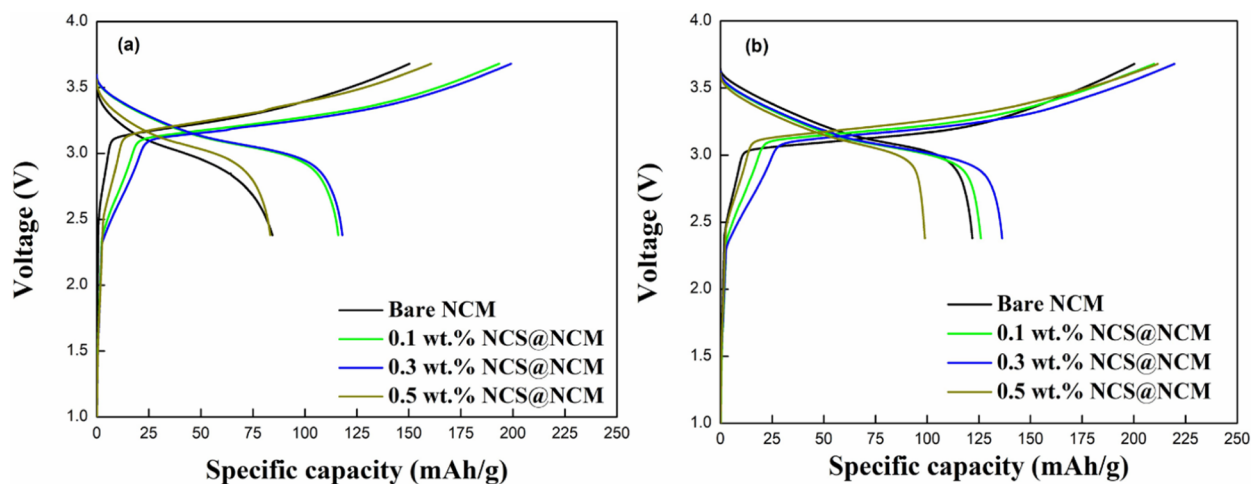 (a)
4.0
3.5
3.0
2.5
2.0
1.5
1.0
Voltage (V)
Bare NCM
0.1 wt.% NCS@NCM
0.3 wt.% NCS@NCM
0.5 wt.% NCS@NCM
0 25 50 75 100 125 150 175 200 225 250
Specific capacity (mAh/g)
(b)
4.0
3.5
3.0
2.5
2.0
1.5
1.0
Voltage (V)
Bare NCM
0.1 wt.% NCS@NCM
0.3 wt.% NCS@NCM
0.5 wt.% NCS@NCM
0 25 50 75 100 125 150 175 200 225 250
Specific capacity (mAh/g)